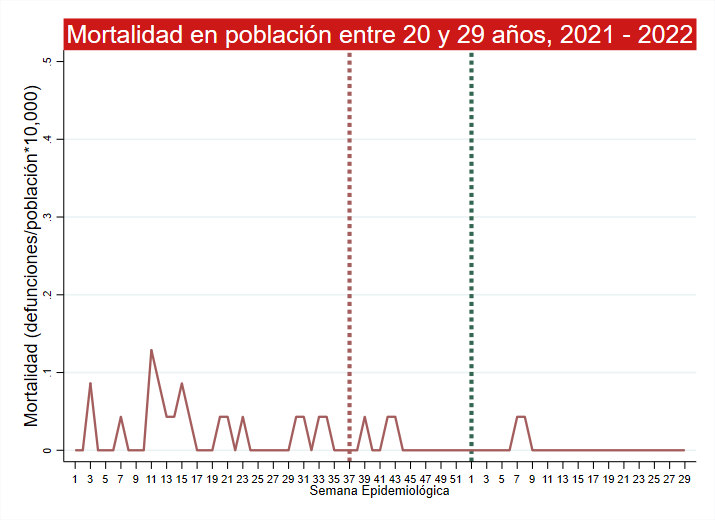 Mortalidad en población entre 20 y 29 años, 2021 - 2022
Mortalidad (defunciones/población*10,000)
.5
.4
.3
.2
.1
0
1 3 5 7 9 11 13 15 17 19 21 23 25 27 29 31 33 35 37 39 41 43 45 47 49 51 1 3 5 7 9 11 13 15 17 19 21 23 25 27 29
Semana Epidemiológica